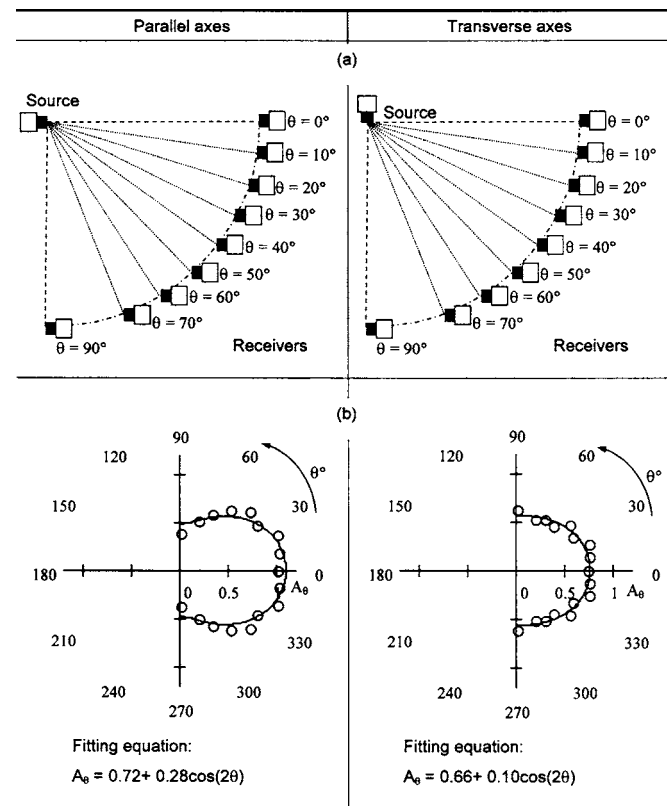 Parallel axes
Transverse axes
(a)
Source
θ = 0°
θ = 10°
θ = 20°
θ = 30°
θ = 40°
θ = 50°
θ = 60°
θ = 70°
θ = 90°
Receivers
Source
θ = 0°
θ = 10°
θ = 20°
θ = 30°
θ = 40°
θ = 50°
θ = 60°
θ = 70°
θ = 90°
Receivers
(b)
90
120
60
θ°
150
30
180
0
0
0.5
Aθ
210
330
240
300
270
Fitting equation:
Aθ = 0.72+ 0.28cos(2θ)
90
120
60
θ°
150
30
180
0
0
0.5
Aθ
1
210
330
240
300
270
Fitting equation:
Aθ = 0.66+ 0.10cos(2θ)